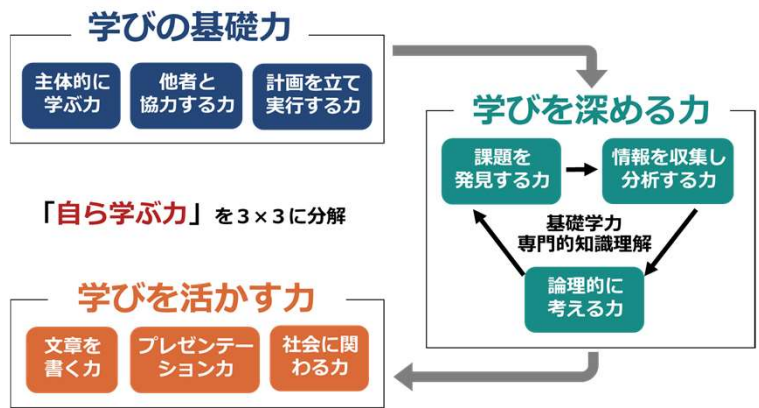 学びの基礎力
主体的に
学ぶ力
他者と
協力する力
計画を立て
実行する力
学びを深める力
課題を
発見する力
情報を収集し
分析する力
基礎学力
専門的知識理解
論理的に
考える力
「自ら学ぶ力」を３×３に分解
学びを活かす力
文章を
書く力
プレゼンテー
ション力
社会に関
わる力